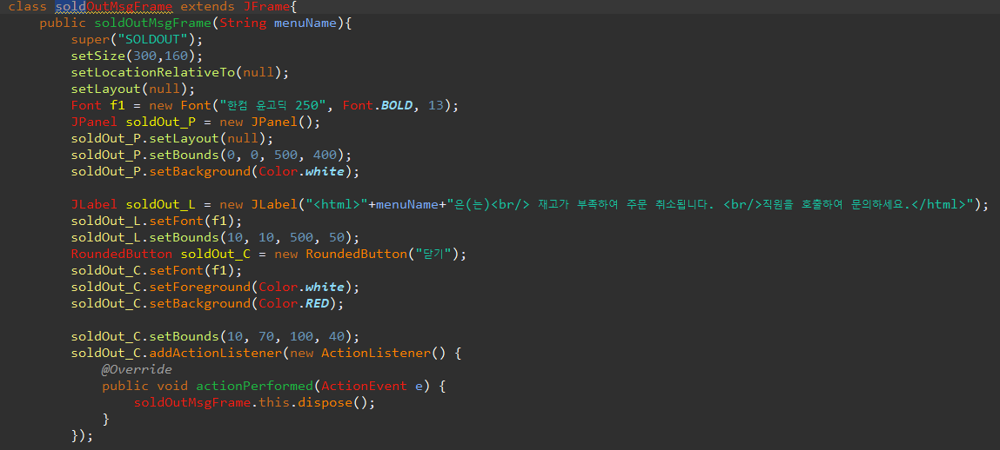 class soldOutMsgFrame extends JFrame{
public soldOutMsgFrame(String menuName){
super("SOLDOUT");
setSize(300,160);
setLocationRelativeTo(null);
setLayout(null);
Font f1 = new Font("한컴 윤고딕 250", Font.BOLD, 13);
JPanel soldOut_P = new JPanel();
soldOut_P.setLayout(null);
soldOut_P.setBounds(0, 0, 500, 400);
soldOut_P.setBackground(Color.white);
JLabel soldOut_L = new JLabel("<html>"+menuName+"은(는)<br/> 재고가 부족하여 주문 취소됩니다. <br/>직원을 호출하여 문의하세요.</html>");
soldOut_L.setFont(f1);
soldOut_L.setBounds(10, 10, 500, 50);
RoundedButton soldOut_C = new RoundedButton("닫기");
soldOut_C.setFont(f1);
soldOut_C.setForeground(Color.white);
soldOut_C.setBackground(Color.RED);
soldOut_C.setBounds(10, 70, 100, 40);
soldOut_C.addActionListener(new ActionListener() {
@Override
public void actionPerformed(ActionEvent e) {
soldOutMsgFrame.this.dispose();
}
});